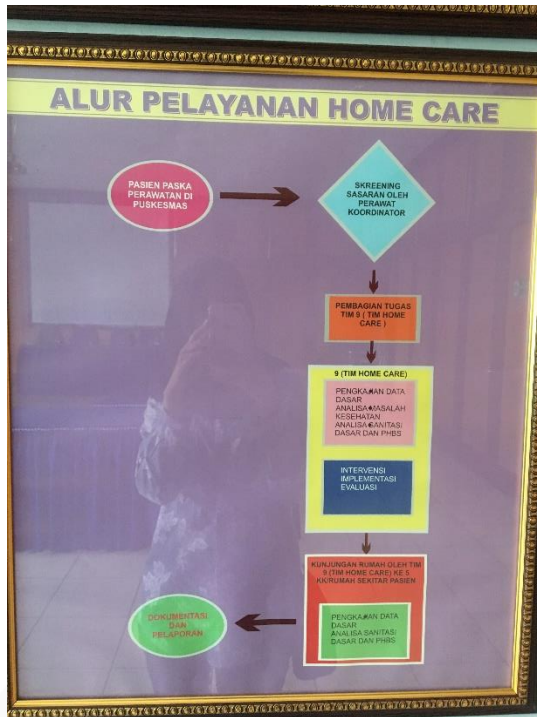 ALUR PELAYANAN HOME CARE
PASIEN PASKA
PERAWATAN DI
PUSKESMAS
SKREENING
SASARAN OLEH
PERAWAT
KOORDINATOR
PEMBAGIAN TUGAS
TIM 9 ( TIM HOME
CARE )
9 (TIM HOME CARE)
PENGKAJIAN DATA
DASAR
ANALISA MASALAH
KESEHATAN
ANALISA SANITASI
DASAR DAN PHBS
INTERVENSI
IMPLEMENTASI
EVALUASI
KUNJUNGAN RUMAH OLEH TIM
9 (TIM HOME CARE) KE 5
KK/RUMAH SEKITAR PASIEN
PENGKAJIAN DATA
DASAR
ANALISA SANITASI
DASAR DAN PHBS
DOKUMENTASI
DAN
PELAPORAN